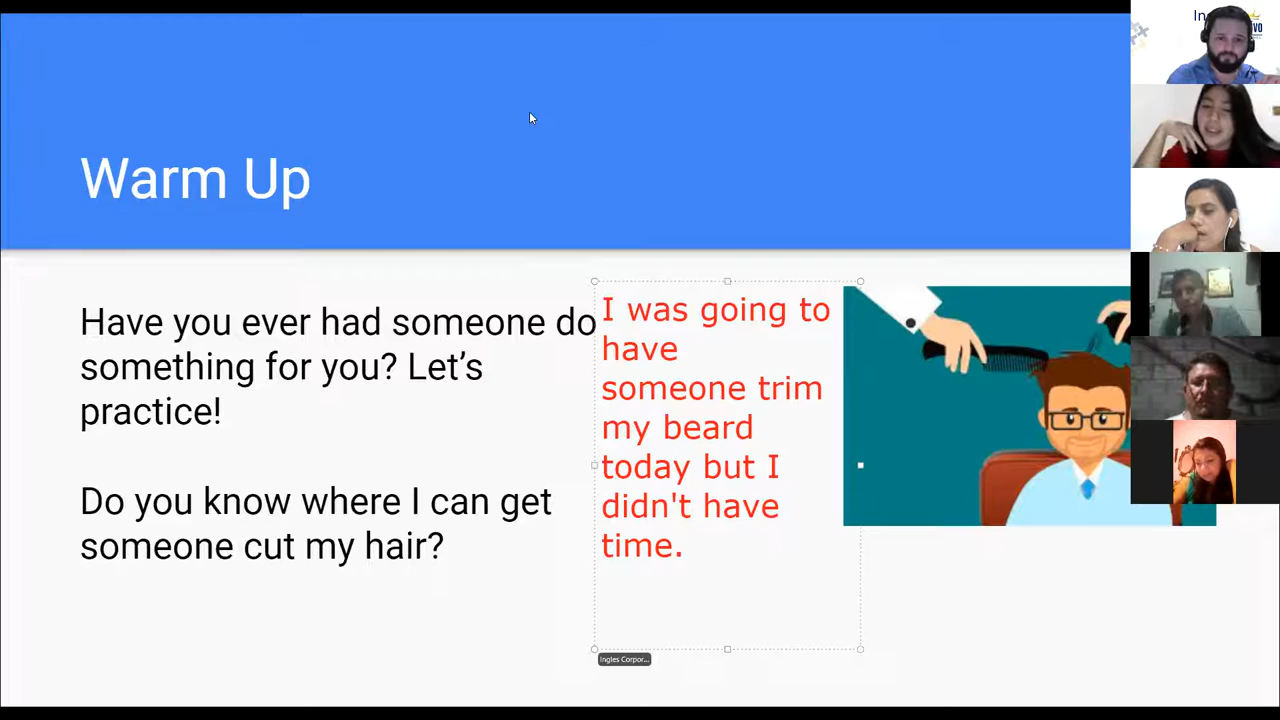 Warm Up
Have you ever had someone do
something for you? Let's
practice!
Do you know where I can get
someone cut my hair?
I was going to
have
someone trim
my beard
today but I
didn't have
time.
Ingles Corpor...
In
VO